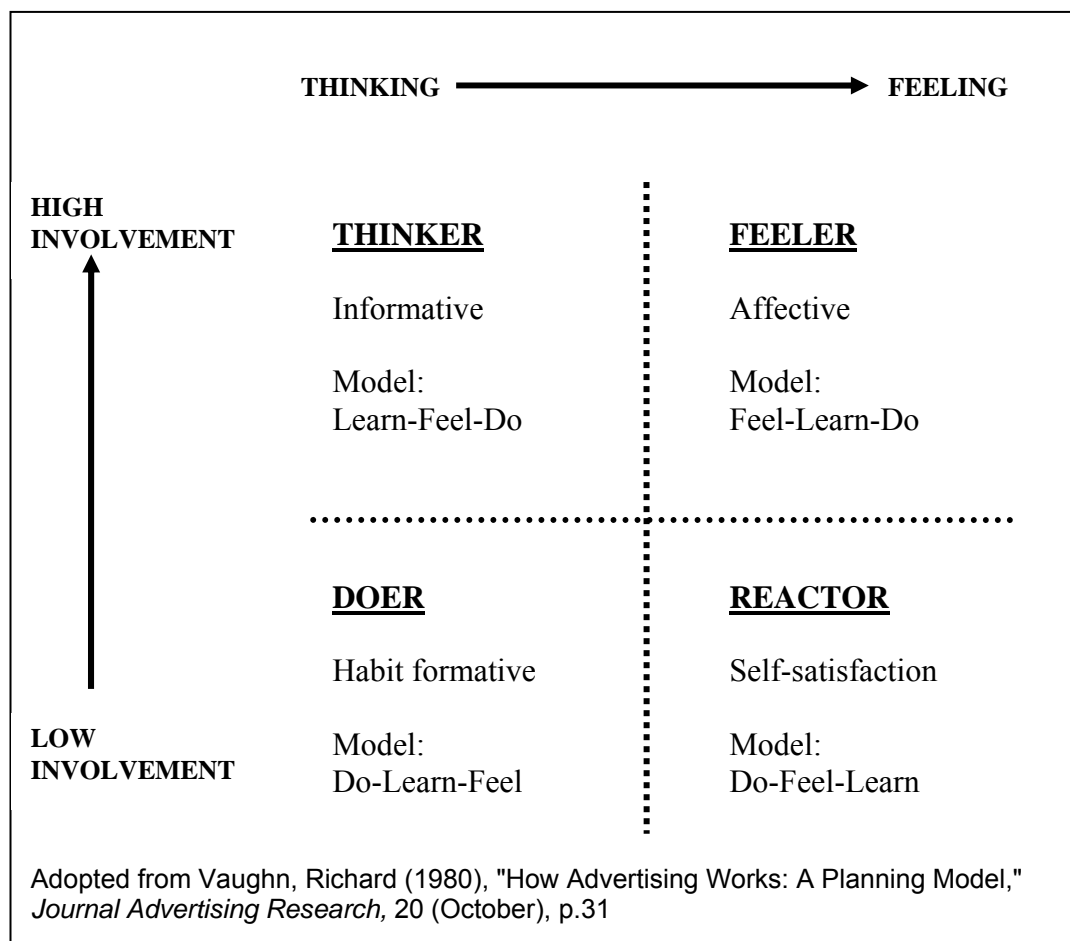 THINKING FEELING
HIGH
INVOLVEMENT
THINKER
Informative
Model:
Learn-Feel-Do
FEELER
Affective
Model:
Feel-Learn-Do
DOER
Habit formative
Model:
Do-Learn-Feel
REACTOR
Self-satisfaction
Model:
Do-Feel-Learn
LOW
INVOLVEMENT
Adopted from Vaughn, Richard (1980), "How Advertising Works: A Planning Model,"
Journal Advertising Research, 20 (October), p.31